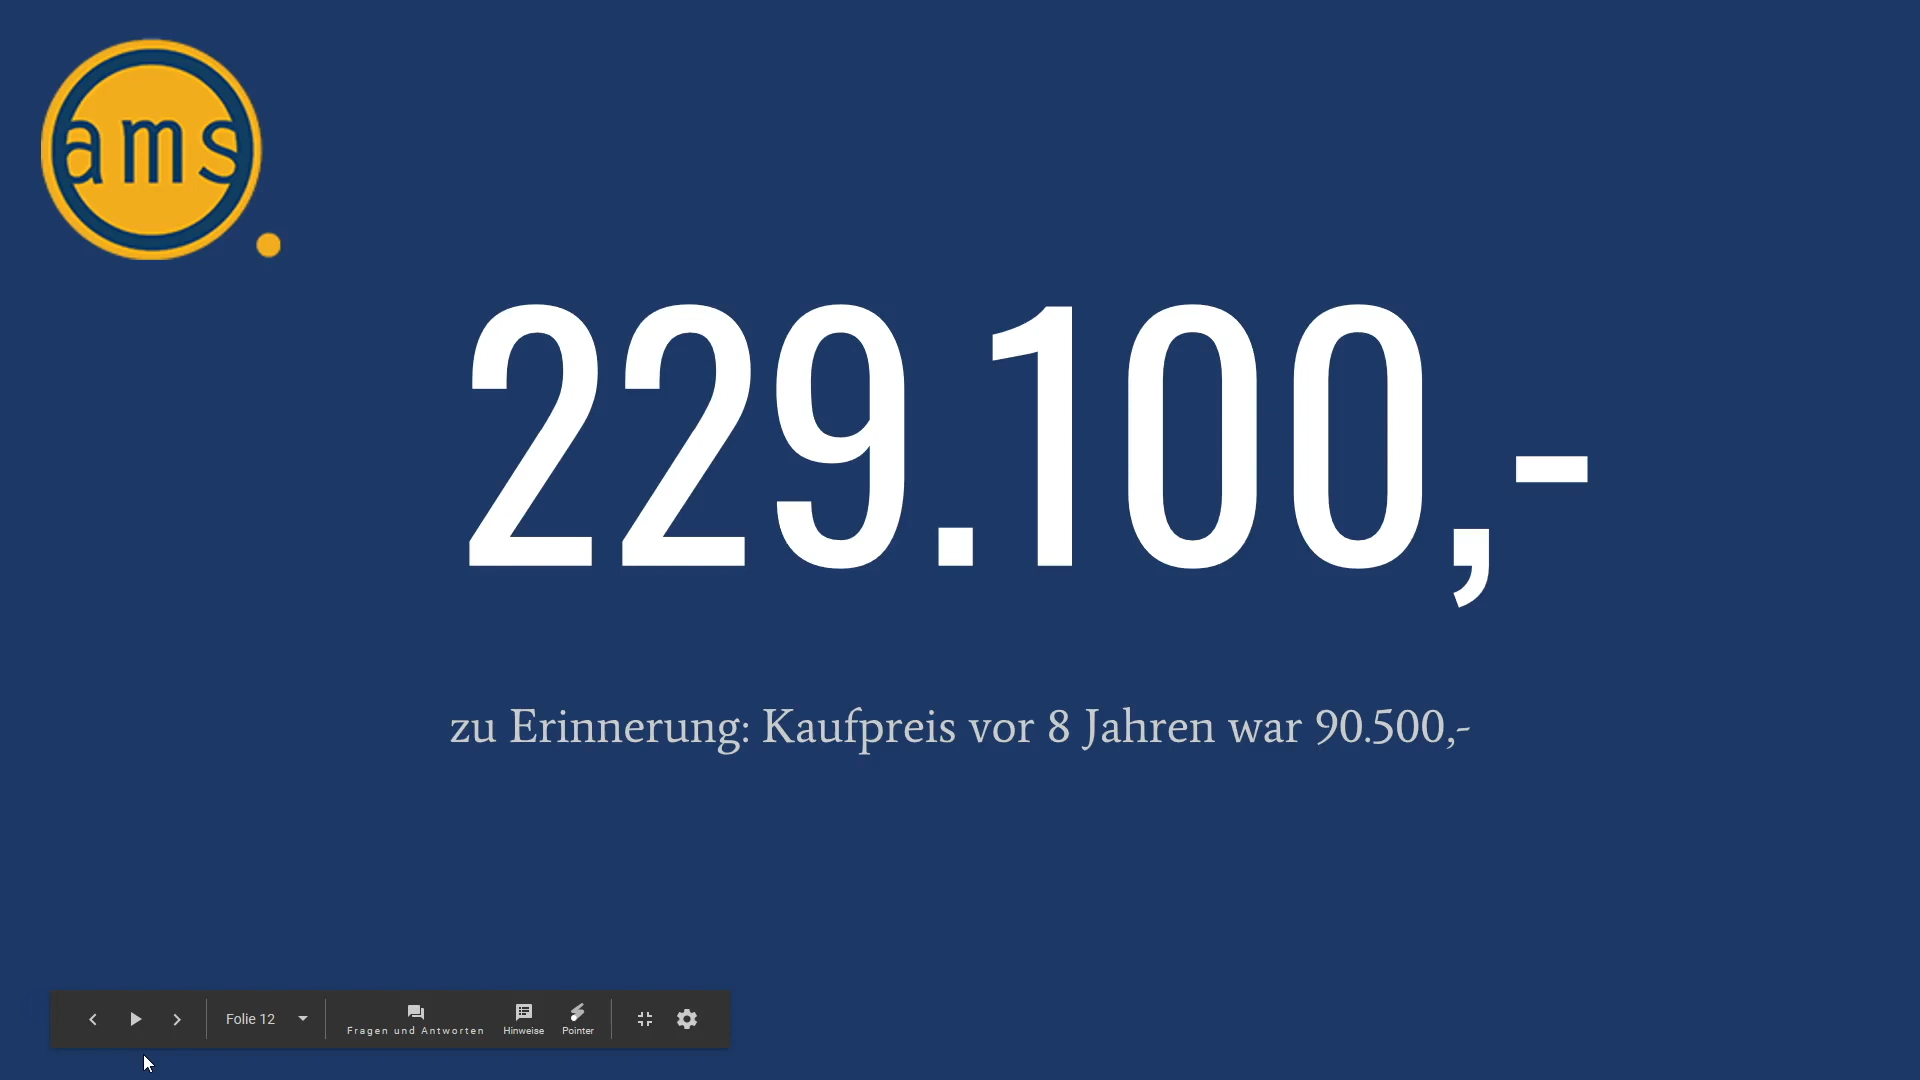 ams
229.100,-
zu Erinnerung: Kaufpreis vor 8 Jahren war 90.500,-
Folie 12
Fragen und Antworten
Hinweise
Pointer